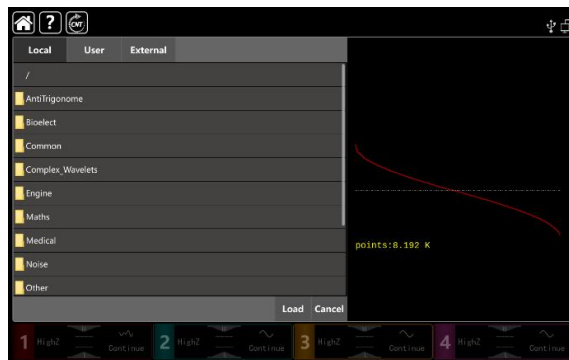 ? CNT
Local User External
/
AntiTrigonome
Bioelect
Common
Complex_Wavelets
Engine
Maths
Medical
points:8.192 K
Noise
Other
Load Cancel
1 HighZ Continue 2 HighZ Continue 3 HighZ Continue 4 HighZ Continue